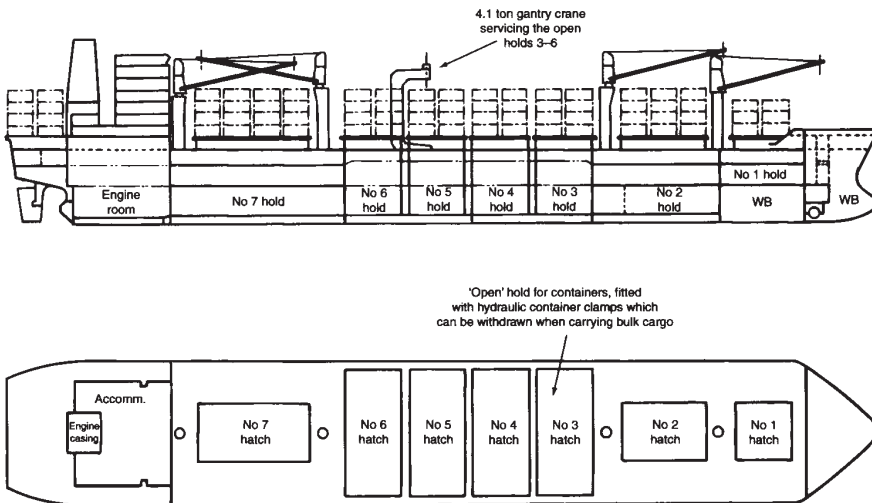 4.1 ton gantry crane
servicing the open
holds 3–6
No 1 hold
Engine
room
No 7 hold
No 6
hold
No 5
hold
No 4
hold
No 3
hold
No 2
hold
WB
WB
'Open' hold for containers, fitted
with hydraulic container clamps which
can be withdrawn when carrying bulk cargo
Accomm.
Engine
casing
No 7
hatch
No 6
hatch
No 5
hatch
No 4
hatch
No 3
hatch
No 2
hatch
No 1
hatch